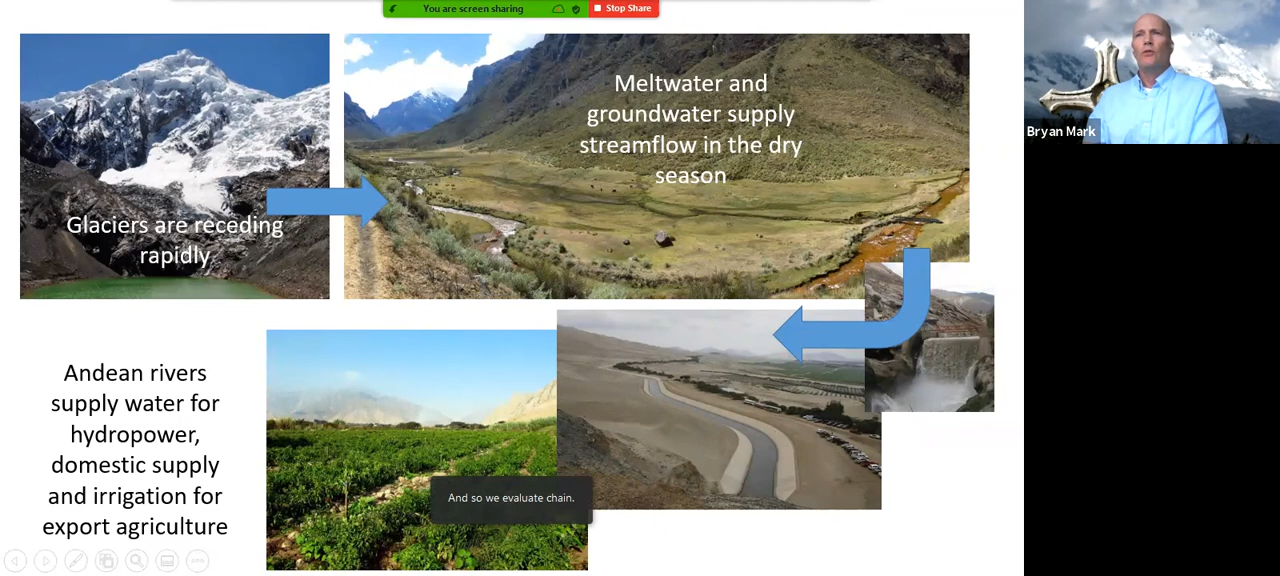 You are screen sharing
Stop Share
Bryan Mark
Meltwater and
groundwater supply
streamflow in the dry
season
Glaciers are receding
rapidly
Andean rivers
supply water for
hydropower,
domestic supply
and irrigation for
export agriculture
And so we evaluate chain.